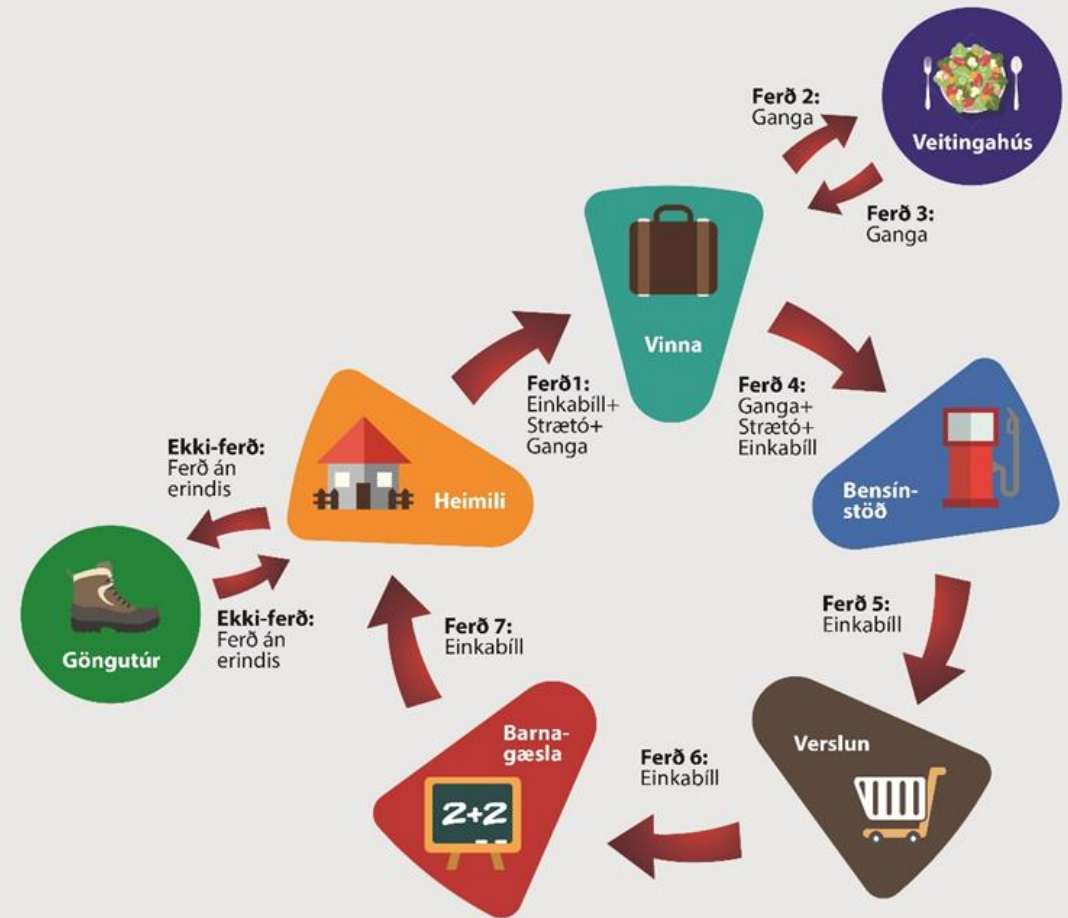 Ferð 2:
Ganga
Veitingahús
Ferð 3:
Ganga
Vinna
Ferð1:
Einkabíll+
Strætó+
Ganga
Ferð 4:
Ganga+
Strætó+
Einkabíll
Ekki-ferð:
Ferð án
erindis
Heimili
Bensín-
stöð
Göngutúr
Ekki-ferð:
Ferð án
erindis
Ferð 7:
Einkabíll
Ferð 5:
Einkabíll
Barna-
gæsla
2+2
Ferð 6:
Einkabíll
Verslun